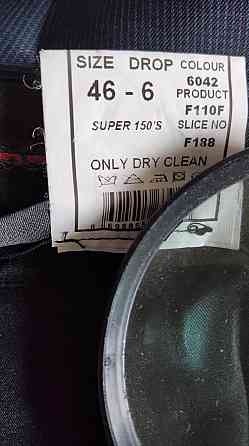 SIZE DROP COLOUR
46 - 6 6042
PRODUCT
F110F
SUPER 150'S SLICE NO
F188
ONLY DRY CLEAN